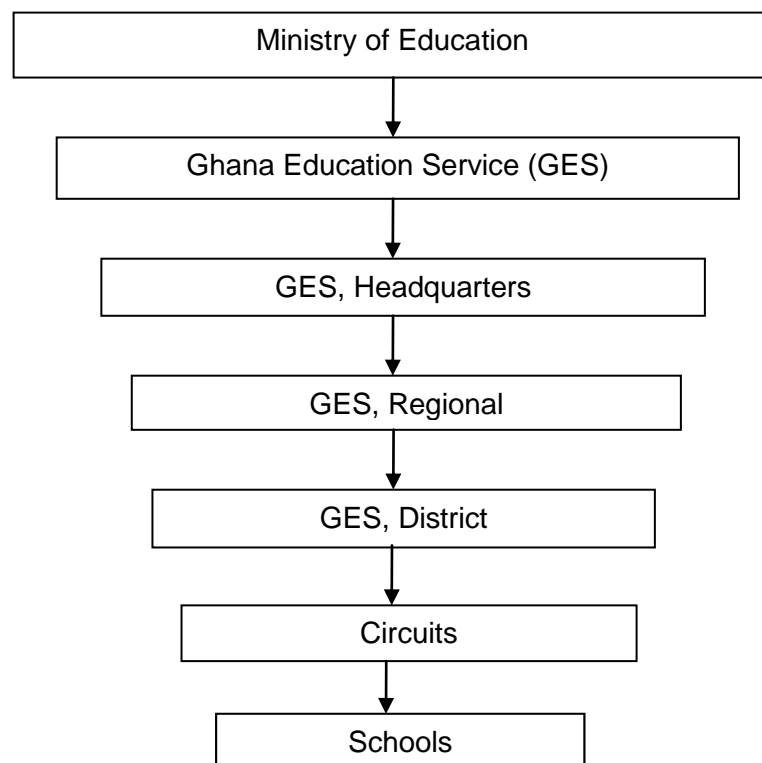 Ministry of Education
Ghana Education Service (GES)
GES, Headquarters
GES, Regional
GES, District
Circuits
Schools